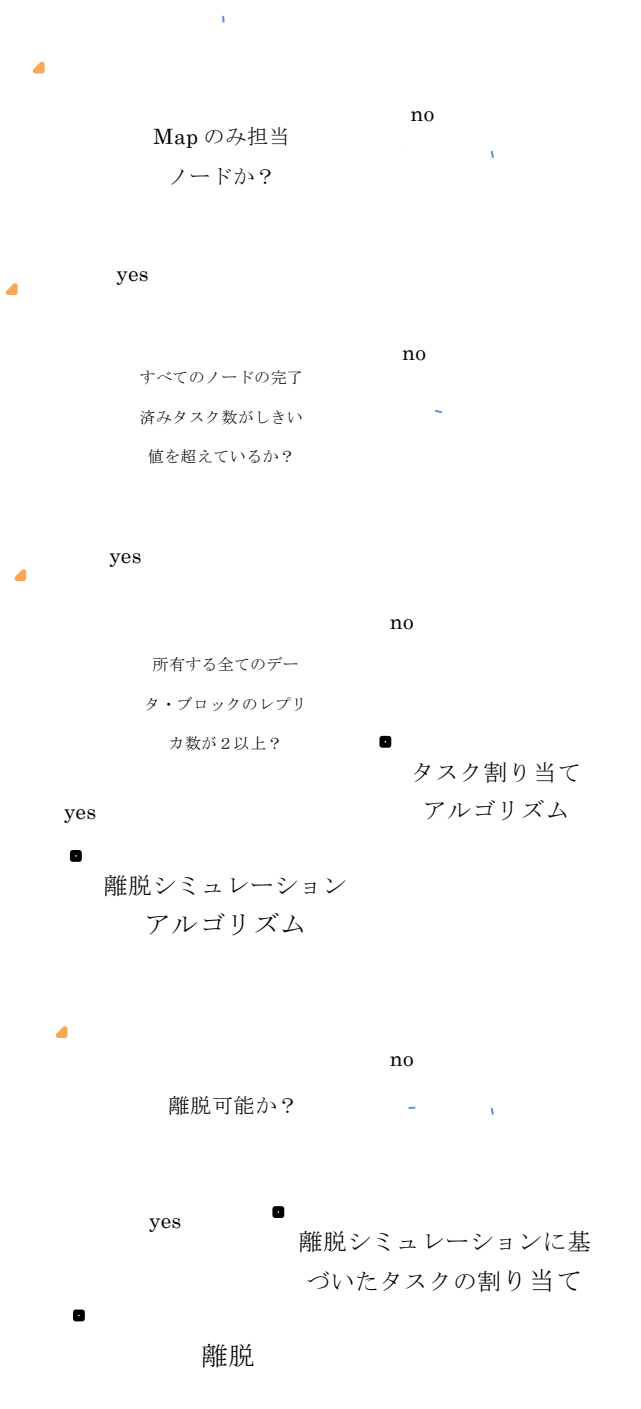 no
Map のみ担当
ノードか？
yes
no
すべてのノードの完了
済みタスク数がしきい
値を超えているか？
yes
no
所有する全てのデー
タ・ブロックのレプリ
カ数が２以上？
タスク割り当て
アルゴリズム
yes
離脱シミュレーション
アルゴリズム
no
離脱可能か？
yes
離脱シミュレーションに基
づいたタスクの割り当て
離脱